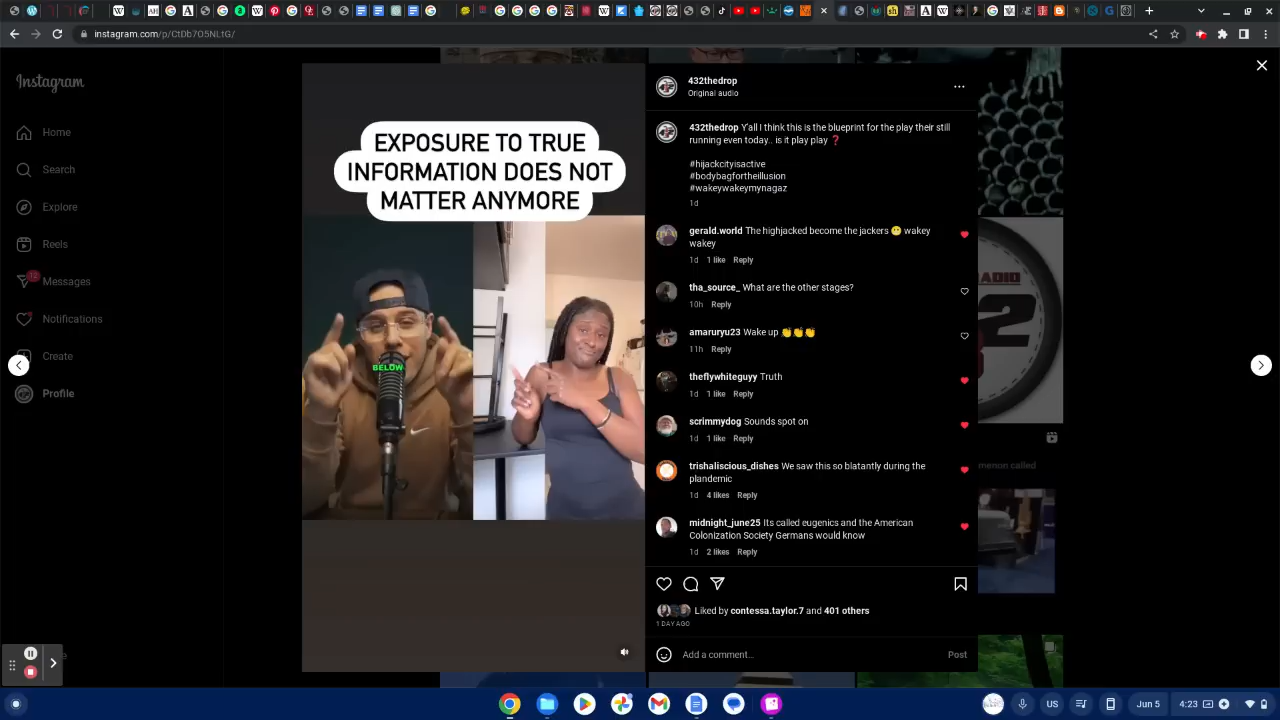 instagram.com/p/CtDb7O5NLtG/
Instagram
Home
Search
Explore
Reels
12
Messages
Notifications
Create
Profile
EXPOSURE TO TRUE
INFORMATION DOES NOT
MATTER ANYMORE
BELOW
432thedrop
Original audio
432thedrop Y'all I think this is the blueprint for the play their still
running even today.. is it play play ❓
#hijackcityisactive
#bodybagfortheillusion
#wakeywakeymynagaz
1d
gerald.world The highjacked become the jackers 😬 wakey
wakey
1d 1 like Reply
tha_source_ What are the other stages?
10h Reply
amaruryu23 Wake up 👏👏👏
11h Reply
theflywhiteguyy Truth
1d 1 like Reply
scrimmydog Sounds spot on
1d 1 like Reply
trishaliscious_dishes We saw this so blatantly during the
plandemic
1d 4 likes Reply
midnight_june25 Its called eugenics and the American
Colonization Society Germans would know
1d 2 likes Reply
Liked by contessa.taylor.7 and 401 others
1 DAY AGO
Add a comment...
Post
ADIO
menon called
US
Jun 5
4:23